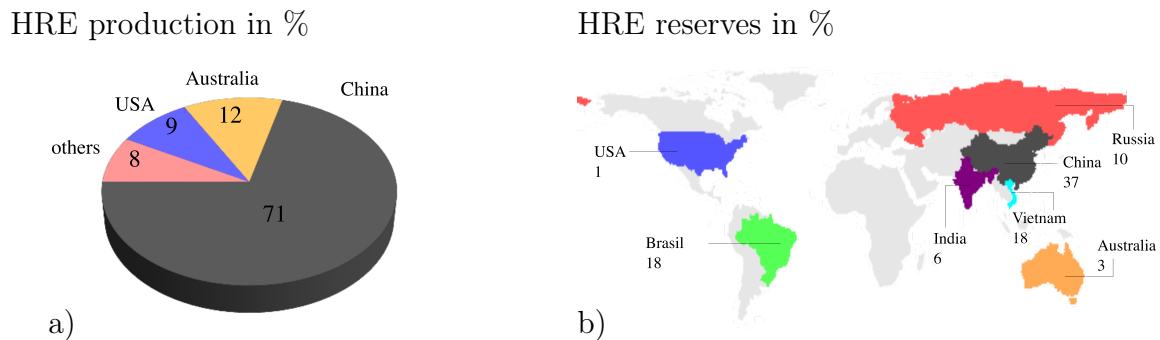 HRE production in %
HRE reserves in %
Australia
12
China
71
USA
9
others
8
a)
USA
1
Brasil
18
Russia
10
China
37
Vietnam
18
India
6
Australia
3
b)